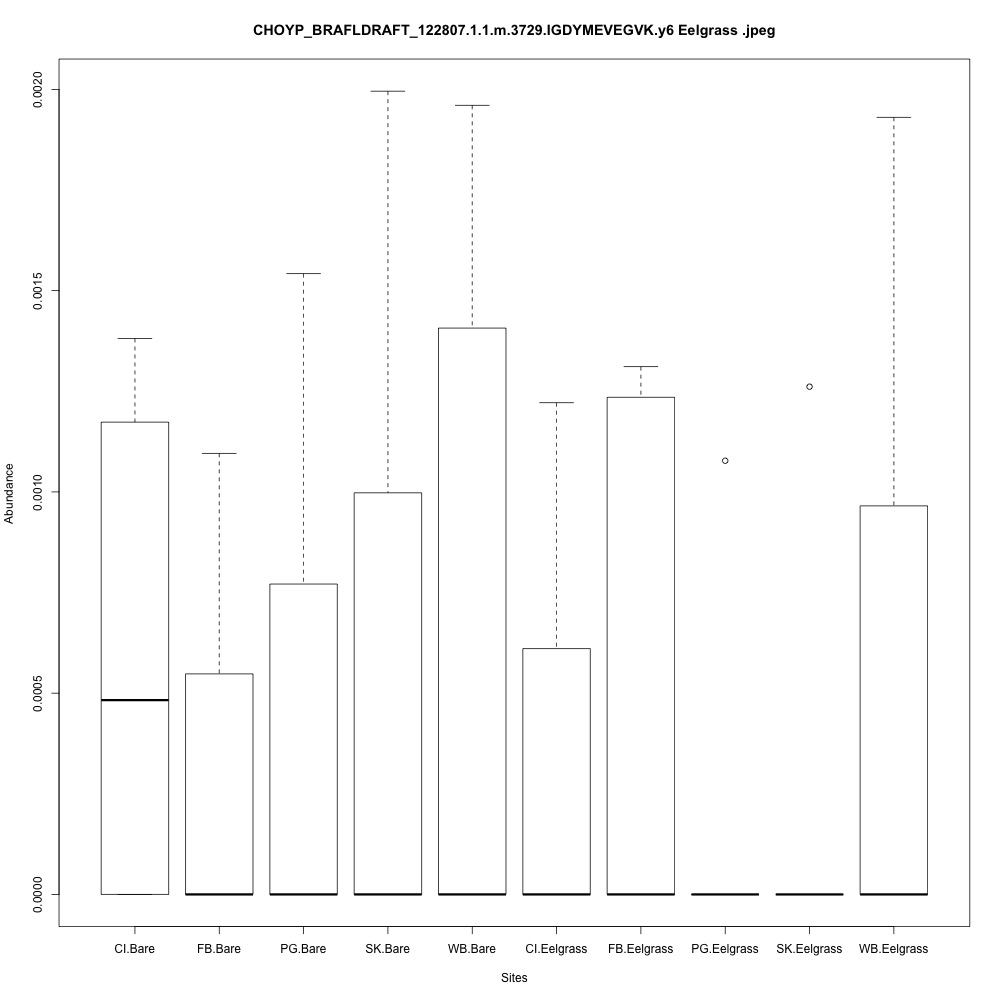 CHOYP_BRAFLDRAFT_122807.1.1.m.3729.IGDYMEVEGVK.y6 Eelgrass .jpeg
0.0020
0.0015
0.0010
0.0005
0.0000
Abundance
CI.Bare FB.Bare PG.Bare SK.Bare WB.Bare CI.Eelgrass FB.Eelgrass PG.Eelgrass SK.Eelgrass WB.Eelgrass
Sites